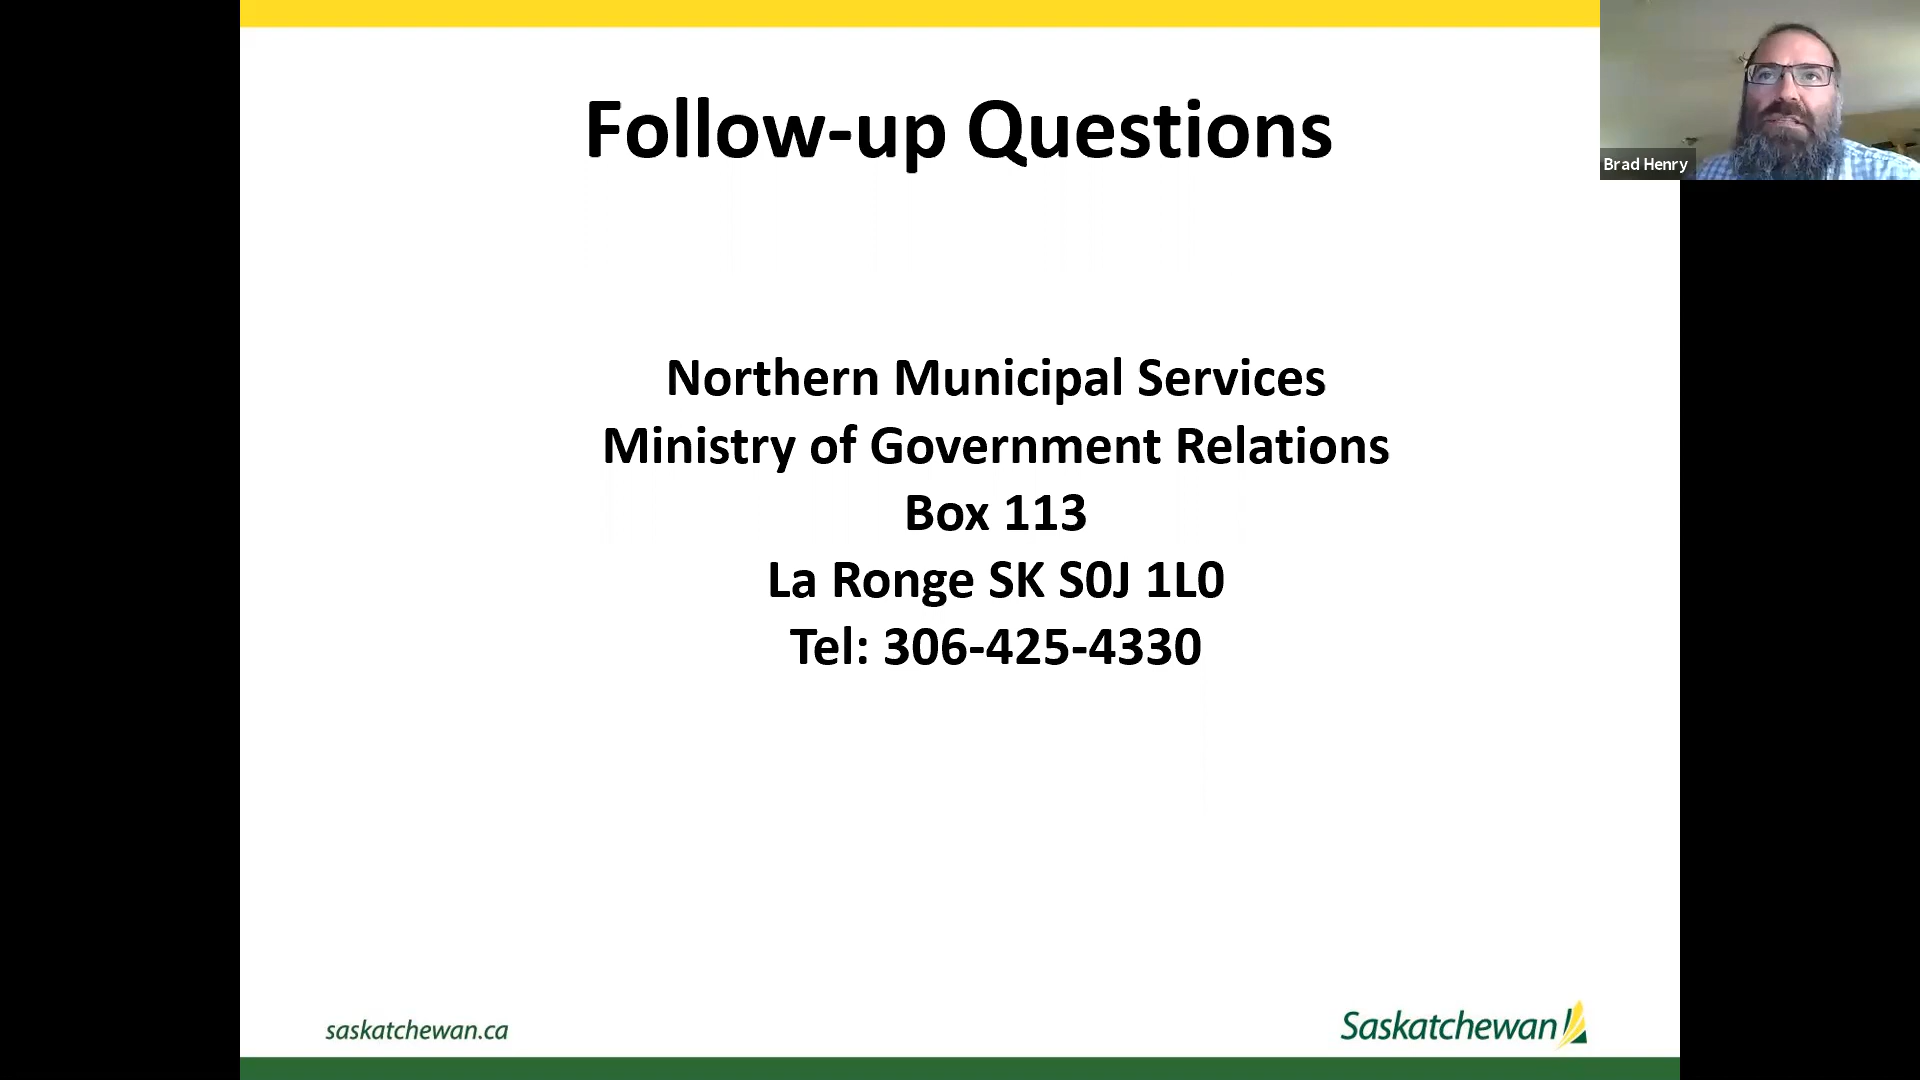 Follow-up Questions
Brad Henry
Northern Municipal Services
Ministry of Government Relations
Box 113
La Ronge SK S0J 1L0
Tel: 306-425-4330
saskatchewan.ca
Saskatchewan